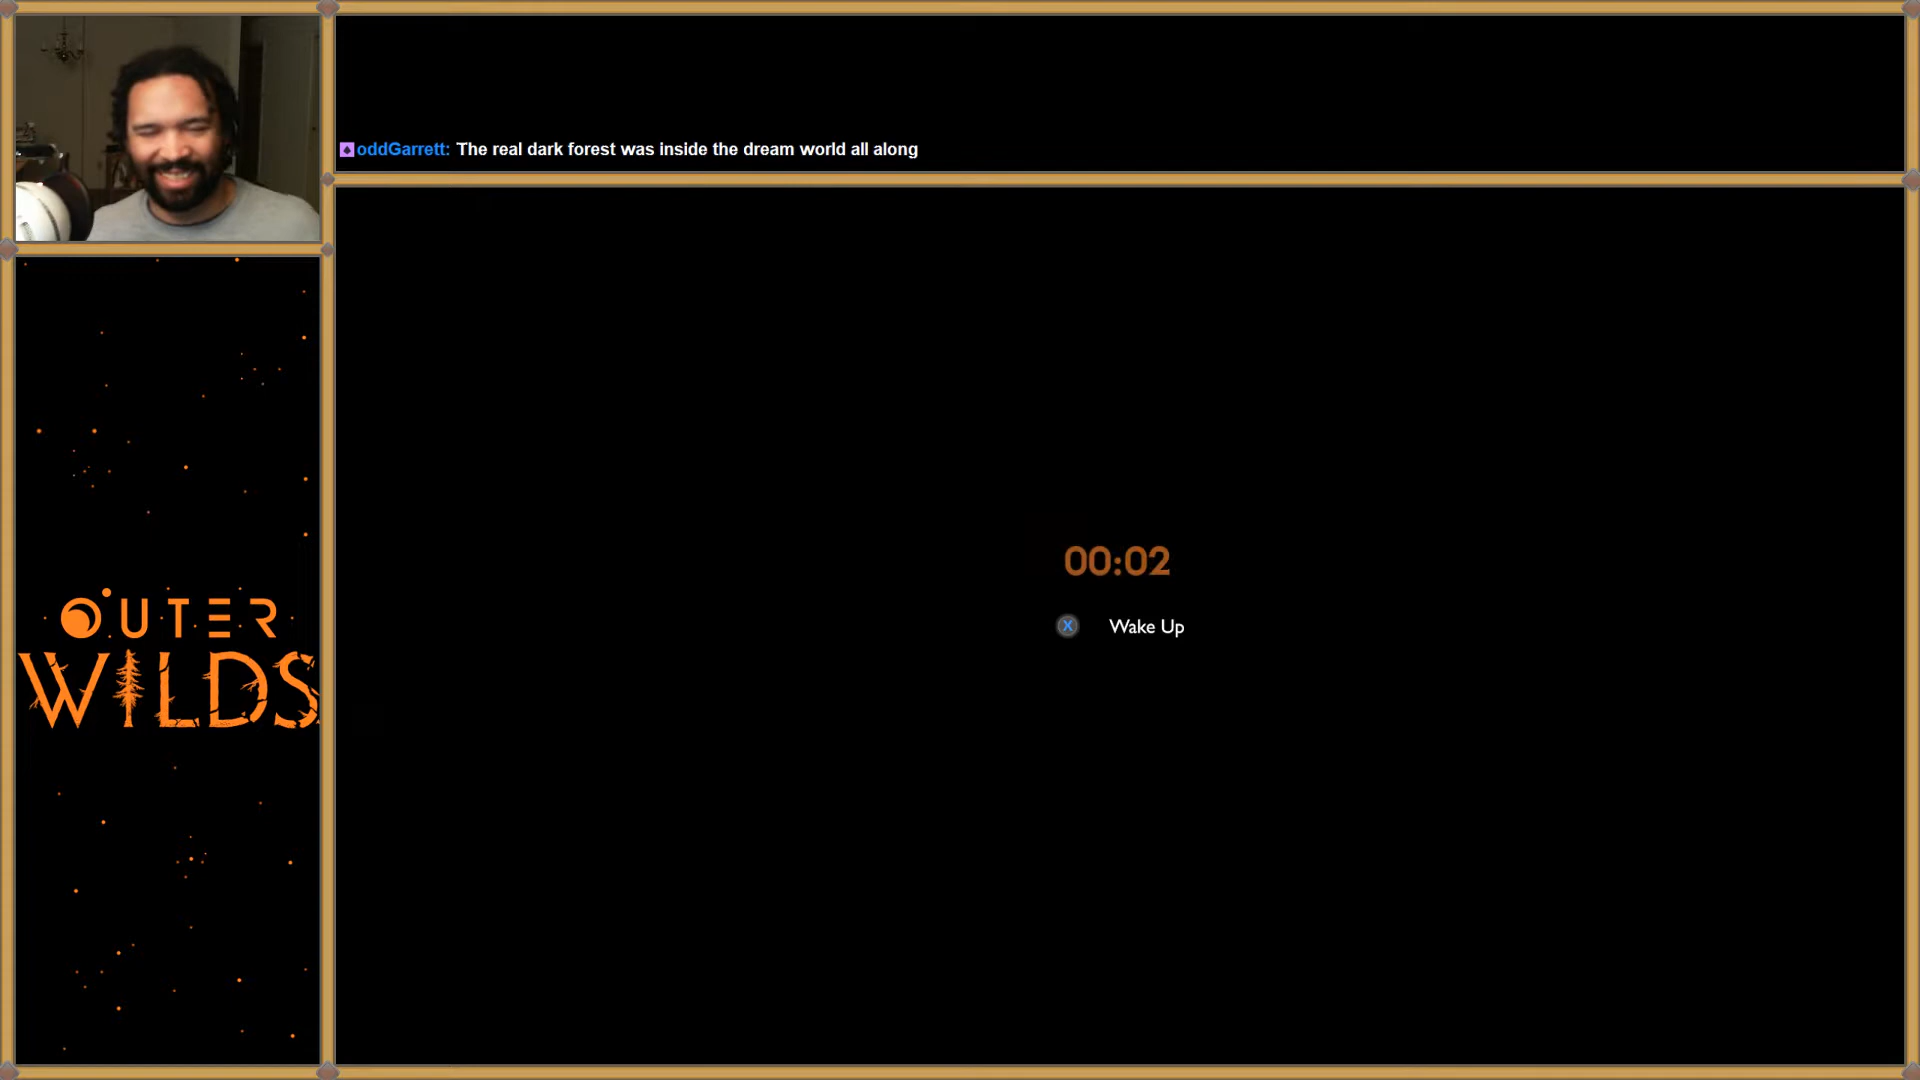 oddGarrett: The real dark forest was inside the dream world all along
00:02
X Wake Up
OUTER
WILDS